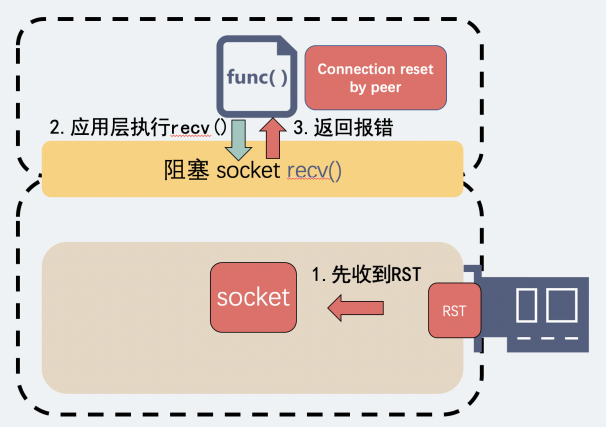 func( )
Connection reset
by peer
2.应用层执行recv()
3.返回报错
阻塞 socket recv()
1.先收到RST
socket
RST